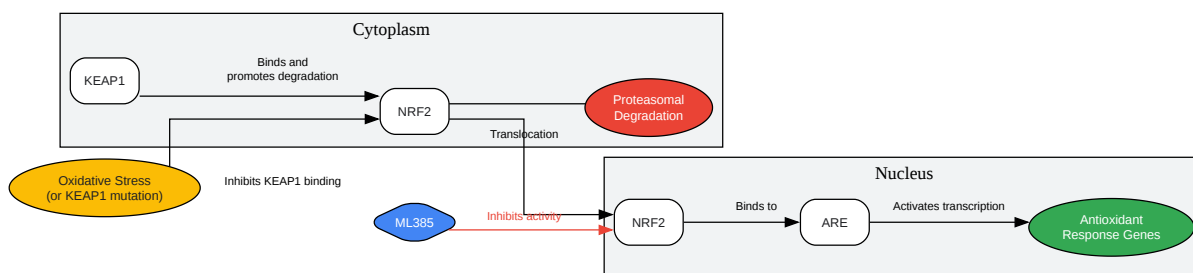 Cytoplasm
KEAP1
Binds and
promotes degradation
NRF2
Proteasomal
Degradation
Translocation
Oxidative Stress
(or KEAP1 mutation)
Inhibits KEAP1 binding
Nucleus
ML385
Inhibits activity
NRF2
Binds to
ARE
Activates transcription
Antioxidant
Response Genes